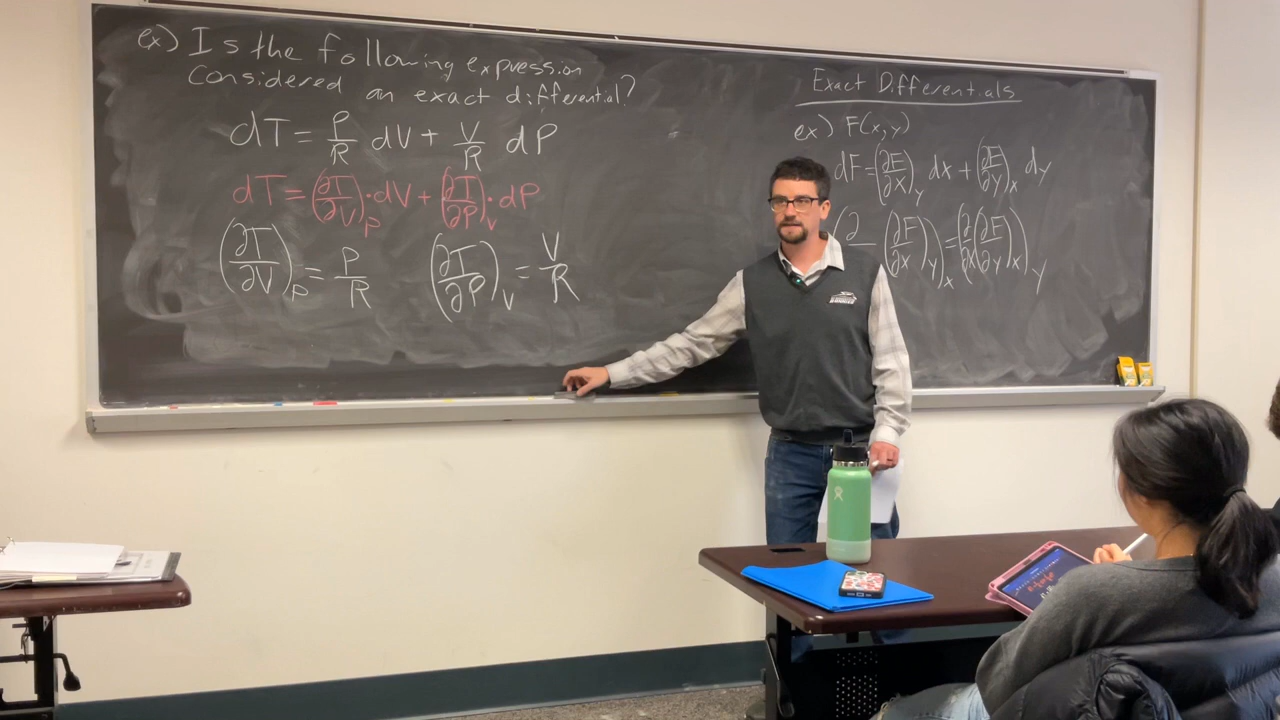 ex) Is the following expression
considered an exact differential?
dT = P/R dV + V/R dP
dT = (∂T/∂V)_P · dV + (∂T/∂P)_V · dP
(∂T/∂V)_P = P/R (∂T/∂P)_V = V/R
Exact Differentials
ex) F(x,y)
dF = (∂F/∂x)_y dx + (∂F/∂y)_x dy
(∂ (∂F/∂x)_y)_x = (∂/∂x (∂F/∂y)_x)_y